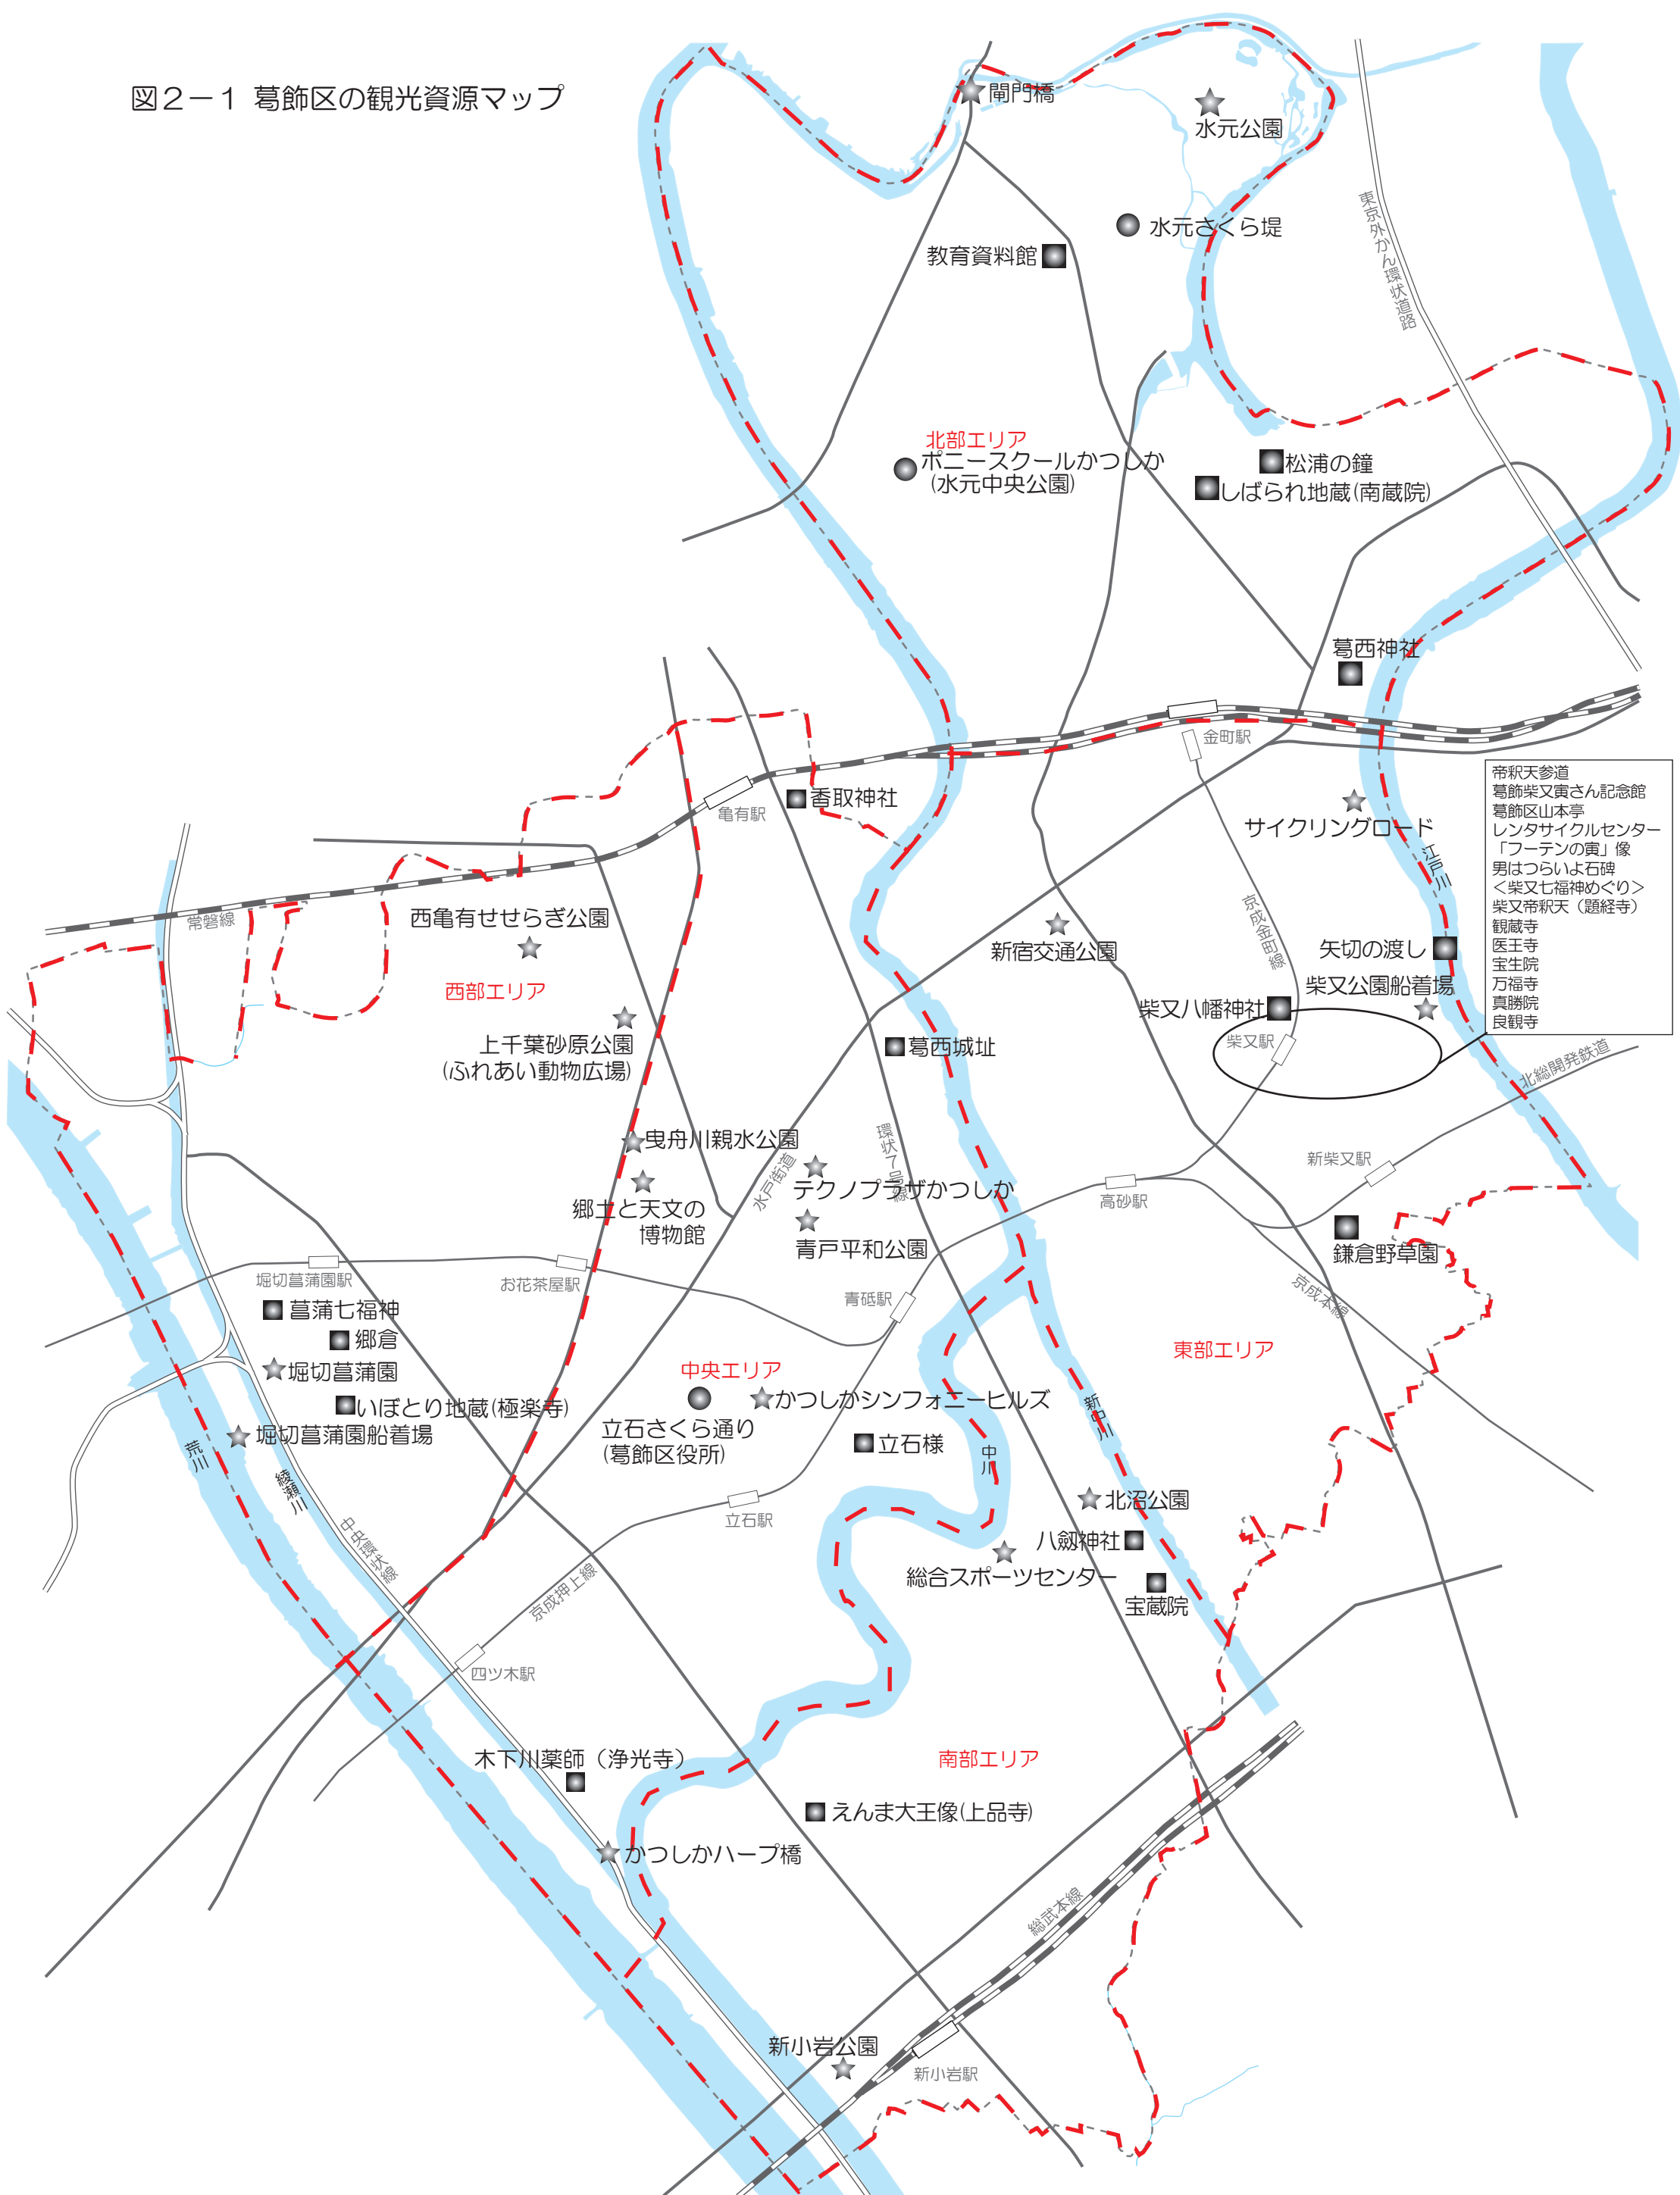 図2-1 葛飾区の観光資源マップ
閘門橋
水元公園
水元さくら堤
教育資料館
東京外かん環状道路
北部エリア
ポニースクールかつしか
(水元中央公園)
松浦の鐘
しばられ地蔵(南蔵院)
葛西神社
金町駅
帝釈天参道
葛飾柴又寅さん記念館
葛飾区山本亭
レンタサイクルセンター
「フーテンの寅」像
男はつらいよ石碑
<柴又七福神めぐり>
柴又帝釈天（題経寺）
観蔵寺
医王寺
宝生院
万福寺
真勝院
良観寺
香取神社
亀有駅
サイクリングロード
江戸川
常磐線
西亀有せせらぎ公園
新宿交通公園
京成金町線
矢切の渡し
柴又公園船着場
西部エリア
柴又八幡神社
柴又駅
上千葉砂原公園
(ふれあい動物広場)
葛西城址
北総開発鉄道
曳舟川親水公園
環状7号線
水戸街道
テクノプラザかつしか
新柴又駅
高砂駅
郷土と天文の
博物館
青戸平和公園
鎌倉野草園
堀切菖蒲園駅
お花茶屋駅
青砥駅
京成本線
菖蒲七福神
郷倉
東部エリア
堀切菖蒲園
中央エリア
いぼとり地蔵(極楽寺)
かつしかシンフォニーヒルズ
立石さくら通り
(葛飾区役所)
新中川
堀切菖蒲園船着場
荒川
立石様
中川
綾瀬川
北沼公園
立石駅
中央環状線
八剱神社
総合スポーツセンター
京成押上線
宝蔵院
四ツ木駅
木下川薬師（浄光寺）
南部エリア
えんま大王像(上品寺)
かつしかハープ橋
総武本線
新小岩公園
新小岩駅